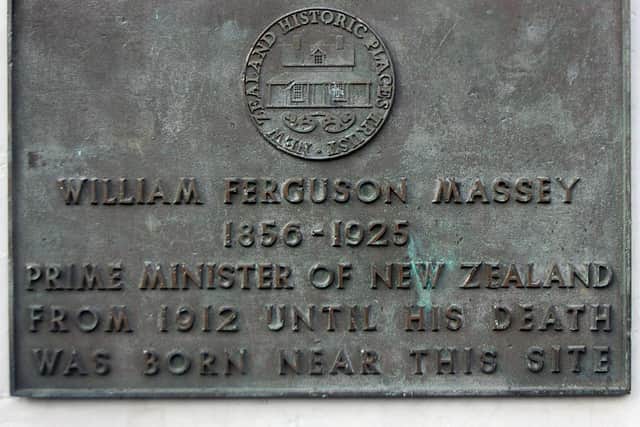 NEW ZEALAND HISTORIC PLACES TRUST
WILLIAM FERGUSON MASSEY
1856-1925
PRIME MINISTER OF NEW ZEALAND
FROM 1912 UNTIL HIS DEATH
WAS BORN NEAR THIS SITE